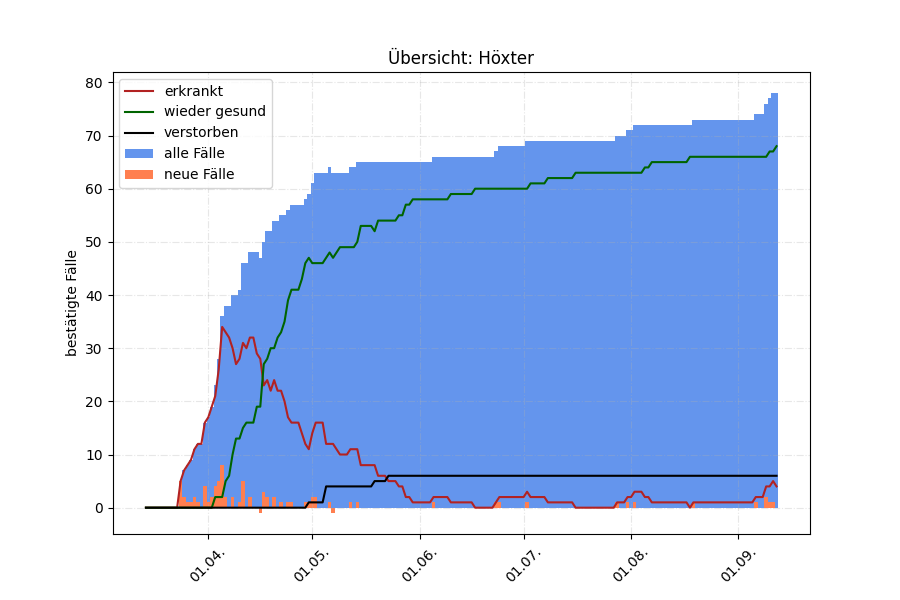 Übersicht: Höxter
erkrankt
wieder gesund
verstorben
alle Fälle
neue Fälle
bestätigte Fälle
80
70
60
50
40
30
20
10
0
01.04.
01.05.
01.06.
01.07.
01.08.
01.09.